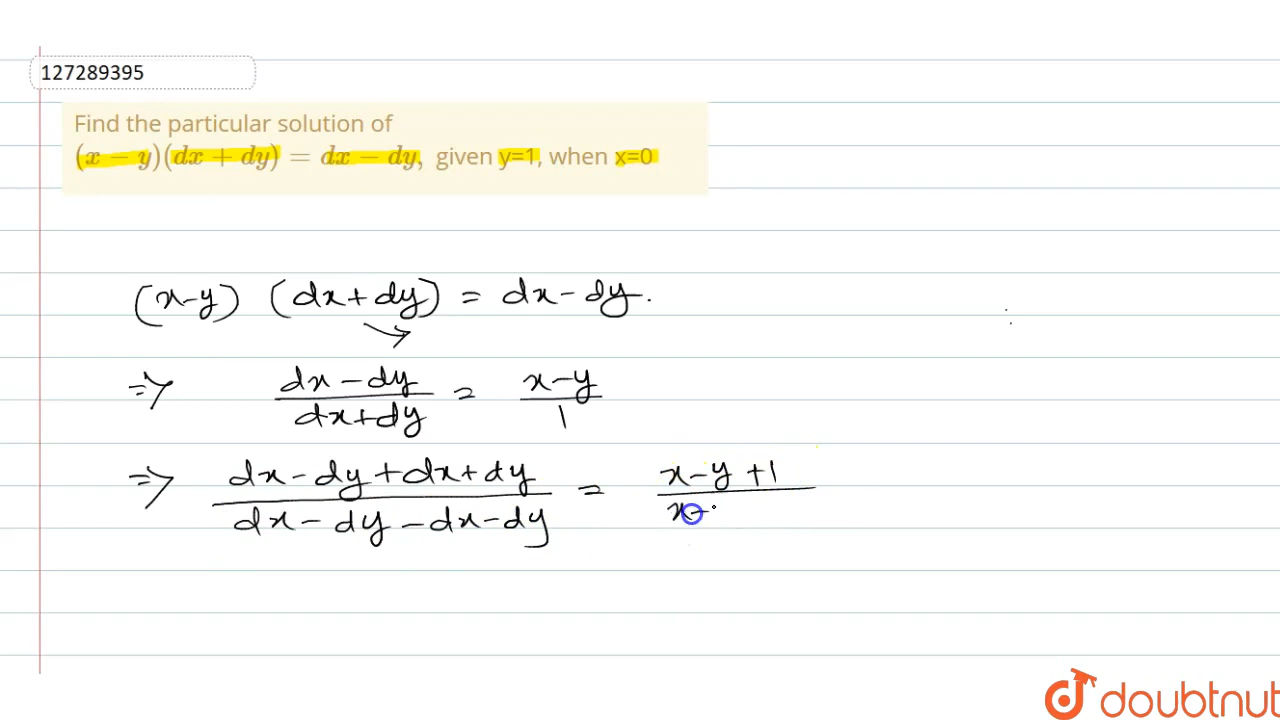 127289395
Find the particular solution of
(x − y)(dx + dy) = dx − dy, given y=1, when x=0
(x-y) (dx+dy) = dx-dy.
⇒ dx-dy / dx+dy = x-y / 1
⇒ dx-dy+dx+dy / dx-dy-dx-dy = x-y+1 / x-
doubtnut